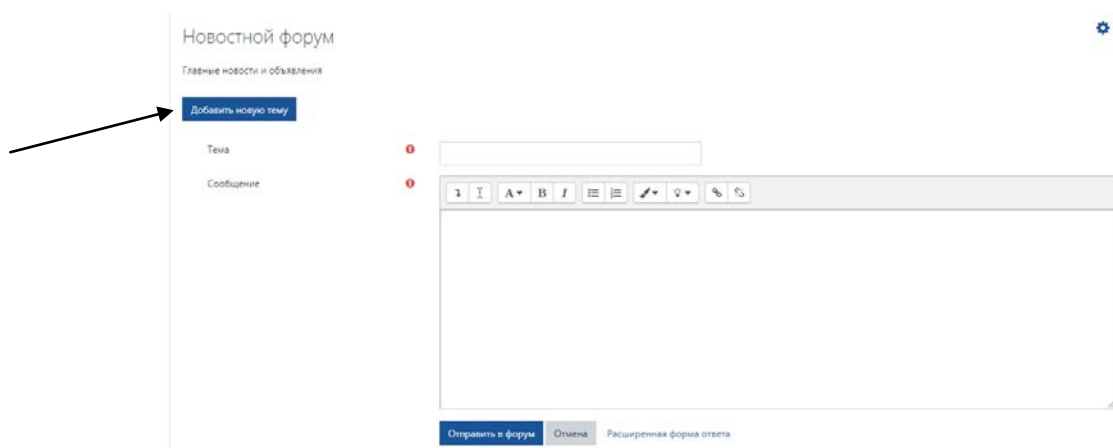 Новостной форум
Главные новости и объявления
Добавить новую тему
Тема
Сообщение
A B I
Отправить в форум Отмена Расширенная форма ответа